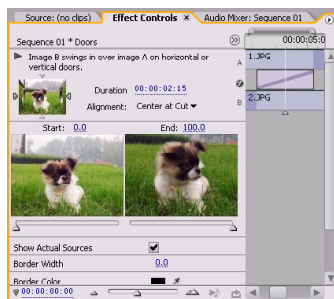 Source: (no clips)
Effect Controls x
Audio Mixer: Sequence 01
Sequence 01 * Doors
00:00:05:0
Image B swings in over image A on horizontal or
vertical doors.
A
1.JPG
Duration 00:00:02:15
Alignment: Center at Cut
B
2.JPG
Start: 0.0
End: 100.0
Show Actual Sources
Border Width
0.0
Border Color
00:00:00:00